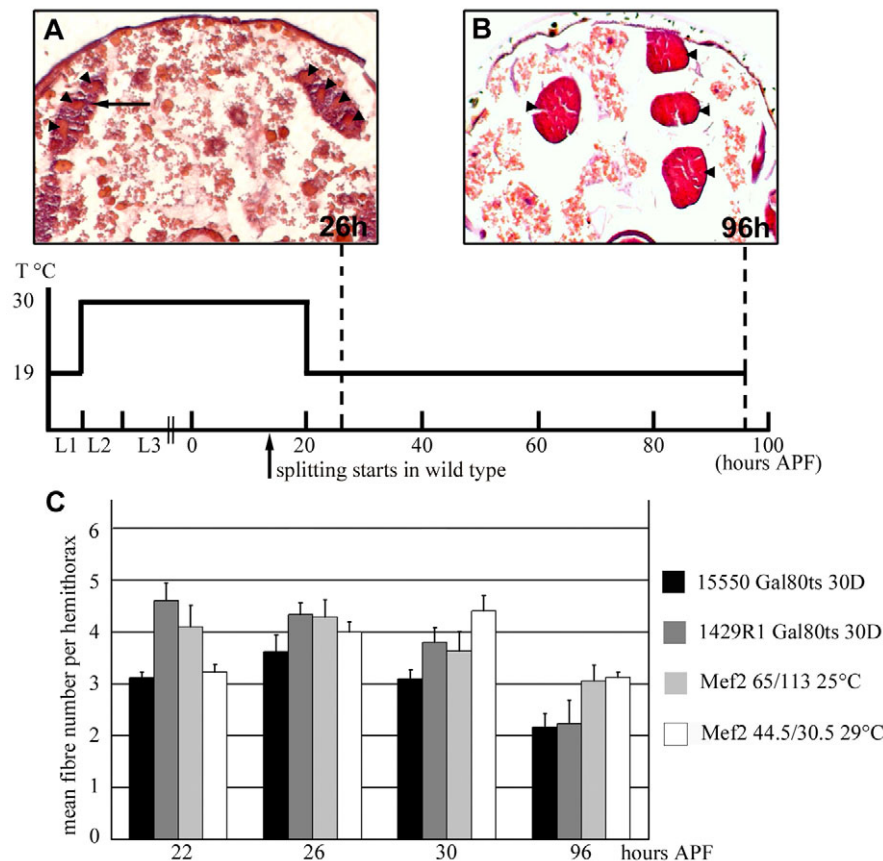 A
26h
B
96h
T °C
30
19
L1 L2 L3 0 20 40 60 80 100
splitting starts in wild type
(hours APF)
C
mean fibre number per hemithorax
6
5
4
3
2
1
0
22 26 30 96 hours APF
15550 Gal80ts 30D
1429R1 Gal80ts 30D
Mef2 65/113 25°C
Mef2 44.5/30.5 29°C